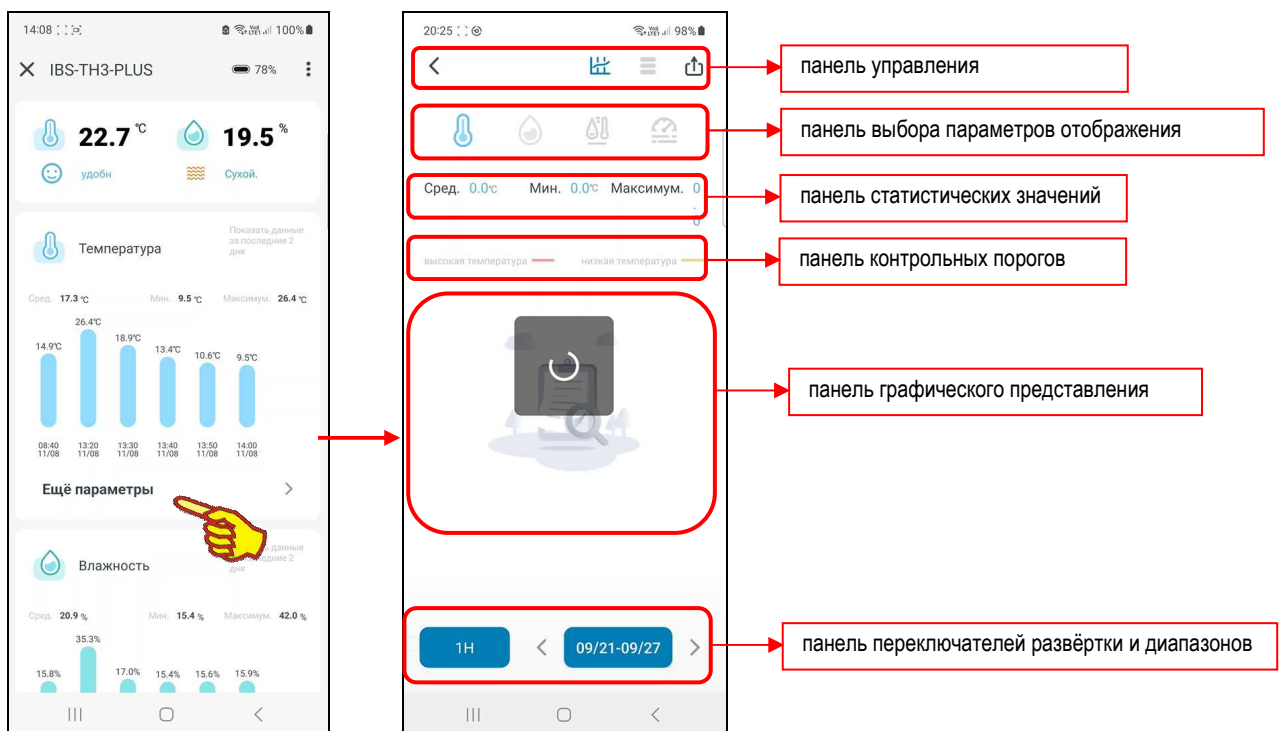 14:08 100%
IBS-TH3-PLUS 78%
22.7 °C 19.5 %
удобн Сухой.
Температура
Показать данные
за последние 2
дня
Сред. 17.3 °C Мин. 9.5 °C Максимум. 26.4 °C
14.9°C 26.4°C 18.9°C 13.4°C 10.6°C 9.5°C
08:40 13:20 13:30 13:40 13:50 14:00
11/08 11/08 11/08 11/08 11/08 11/08
Ещё параметры
Влажность
данные
2
дня
Сред. 20.9 % Мин. 15.4 % Максимум. 42.0 %
15.8% 35.3% 17.0% 15.4% 15.6% 15.9%
20:25 98%
Сред. 0.0°C Мин. 0.0°C Максимум. 0
.
0
высокая температура низкая температура
1H 09/21-09/27
панель управления
панель выбора параметров отображения
панель статистических значений
панель контрольных порогов
панель графического представления
панель переключателей развёртки и диапазонов